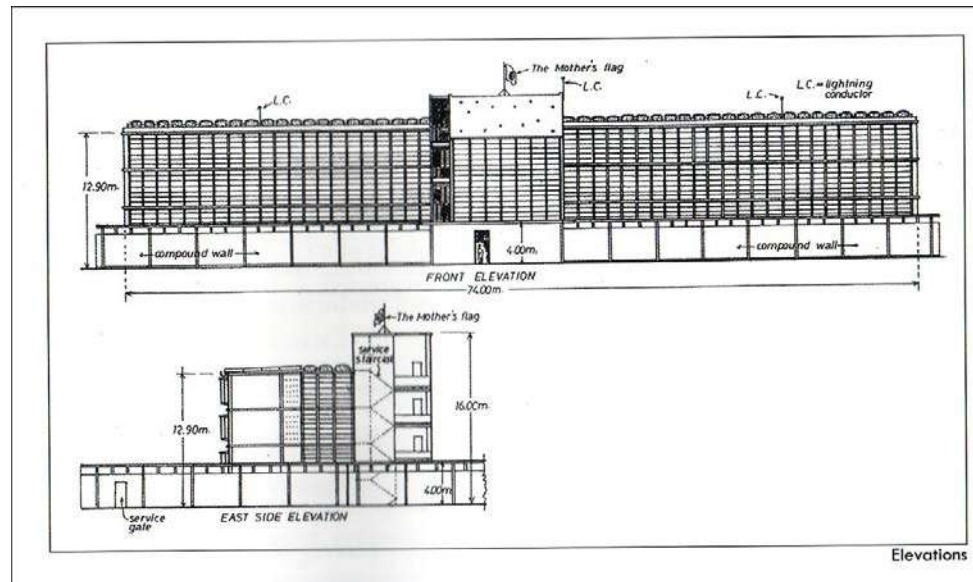 The Mother's flag
L.C.
L.C.
L.C.
L.C. = lightning
conductor
12.90m.
compound wall
4.00m.
compound wall
FRONT ELEVATION
74.00m.
The Mother's flag
service
staircase
12.90m.
16.00m.
4.00m.
service
gate
EAST SIDE ELEVATION
Elevations